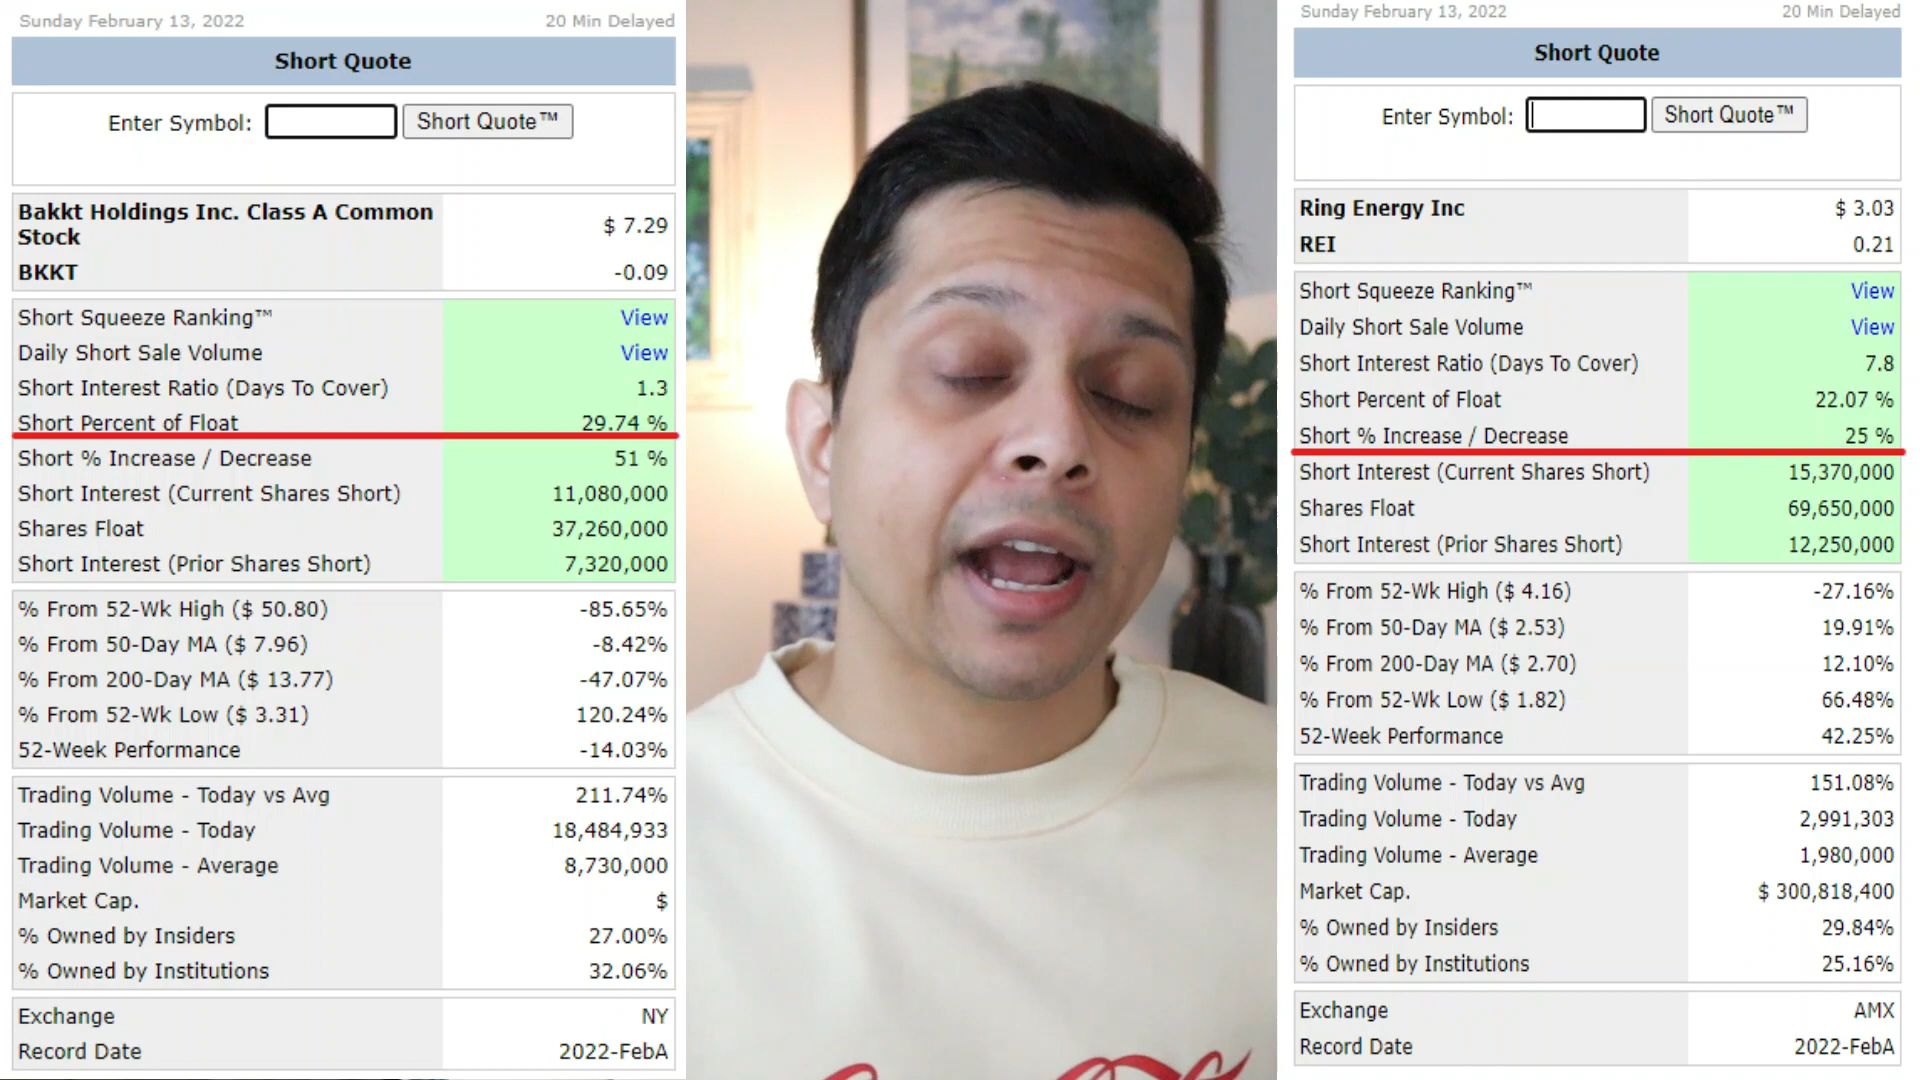 Sunday February 13, 2022 20 Min Delayed
Short Quote
Enter Symbol: Short Quote™
Bakkt Holdings Inc. Class A Common
Stock
$ 7.29
BKKT -0.09
Short Squeeze Ranking™ View
Daily Short Sale Volume View
Short Interest Ratio (Days To Cover) 1.3
Short Percent of Float 29.74 %
Short % Increase / Decrease 51 %
Short Interest (Current Shares Short) 11,080,000
Shares Float 37,260,000
Short Interest (Prior Shares Short) 7,320,000
% From 52-Wk High ($ 50.80) -85.65%
% From 50-Day MA ($ 7.96) -8.42%
% From 200-Day MA ($ 13.77) -47.07%
% From 52-Wk Low ($ 3.31) 120.24%
52-Week Performance -14.03%
Trading Volume - Today vs Avg 211.74%
Trading Volume - Today 18,484,933
Trading Volume - Average 8,730,000
Market Cap. $
% Owned by Insiders 27.00%
% Owned by Institutions 32.06%
Exchange NY
Record Date 2022-FebA
Sunday February 13, 2022 20 Min Delayed
Short Quote
Enter Symbol: Short Quote™
Ring Energy Inc $ 3.03
REI 0.21
Short Squeeze Ranking™ View
Daily Short Sale Volume View
Short Interest Ratio (Days To Cover) 7.8
Short Percent of Float 22.07 %
Short % Increase / Decrease 25 %
Short Interest (Current Shares Short) 15,370,000
Shares Float 69,650,000
Short Interest (Prior Shares Short) 12,250,000
% From 52-Wk High ($ 4.16) -27.16%
% From 50-Day MA ($ 2.53) 19.91%
% From 200-Day MA ($ 2.70) 12.10%
% From 52-Wk Low ($ 1.82) 66.48%
52-Week Performance 42.25%
Trading Volume - Today vs Avg 151.08%
Trading Volume - Today 2,991,303
Trading Volume - Average 1,980,000
Market Cap. $ 300,818,400
% Owned by Insiders 29.84%
% Owned by Institutions 25.16%
Exchange AMX
Record Date 2022-FebA